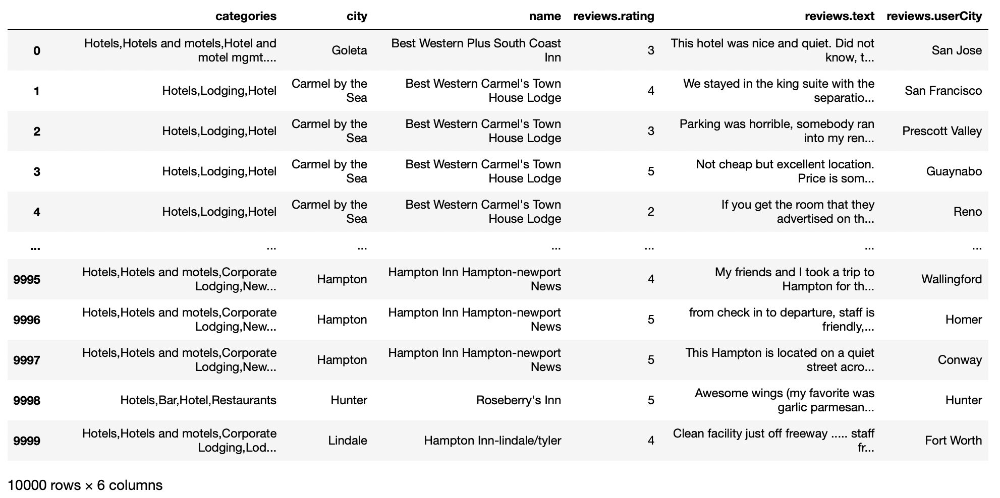 categories city name reviews.rating reviews.text reviews.userCity
0 Hotels,Hotels and motels,Hotel and motel mgmt.... Goleta Best Western Plus South Coast Inn 3 This hotel was nice and quiet. Did not know, t... San Jose
1 Hotels,Lodging,Hotel Carmel by the Sea Best Western Carmel's Town House Lodge 4 We stayed in the king suite with the separatio... San Francisco
2 Hotels,Lodging,Hotel Carmel by the Sea Best Western Carmel's Town House Lodge 3 Parking was horrible, somebody ran into my ren... Prescott Valley
3 Hotels,Lodging,Hotel Carmel by the Sea Best Western Carmel's Town House Lodge 5 Not cheap but excellent location. Price is som... Guaynabo
4 Hotels,Lodging,Hotel Carmel by the Sea Best Western Carmel's Town House Lodge 2 If you get the room that they advertised on th... Reno
... ... ... ... ... ... ...
9995 Hotels,Hotels and motels,Corporate Lodging,New... Hampton Hampton Inn Hampton-newport News 4 My friends and I took a trip to Hampton for th... Wallingford
9996 Hotels,Hotels and motels,Corporate Lodging,New... Hampton Hampton Inn Hampton-newport News 5 from check in to departure, staff is friendly,... Homer
9997 Hotels,Hotels and motels,Corporate Lodging,New... Hampton Hampton Inn Hampton-newport News 5 This Hampton is located on a quiet street acro... Conway
9998 Hotels,Bar,Hotel,Restaurants Hunter Roseberry's Inn 5 Awesome wings (my favorite was garlic parmesan... Hunter
9999 Hotels,Hotels and motels,Corporate Lodging,Lod... Lindale Hampton Inn-lindale/tyler 4 Clean facility just off freeway ..... staff fr... Fort Worth
10000 rows × 6 columns